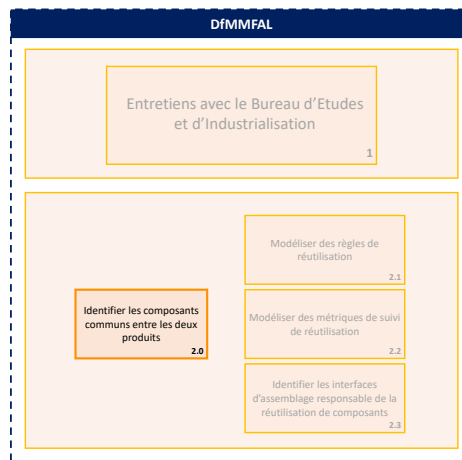 DfMMFAL
Entretiens avec le Bureau d'Etudes
et d'Industrialisation
1
Modéliser des règles de
réutilisation
2.1
Identifier les composants
communs entre les deux
produits
2.0
Modéliser des métriques de suivi
de réutilisation
2.2
Identifier les interfaces
d'assemblage responsable de la
réutilisation de composants
2.3